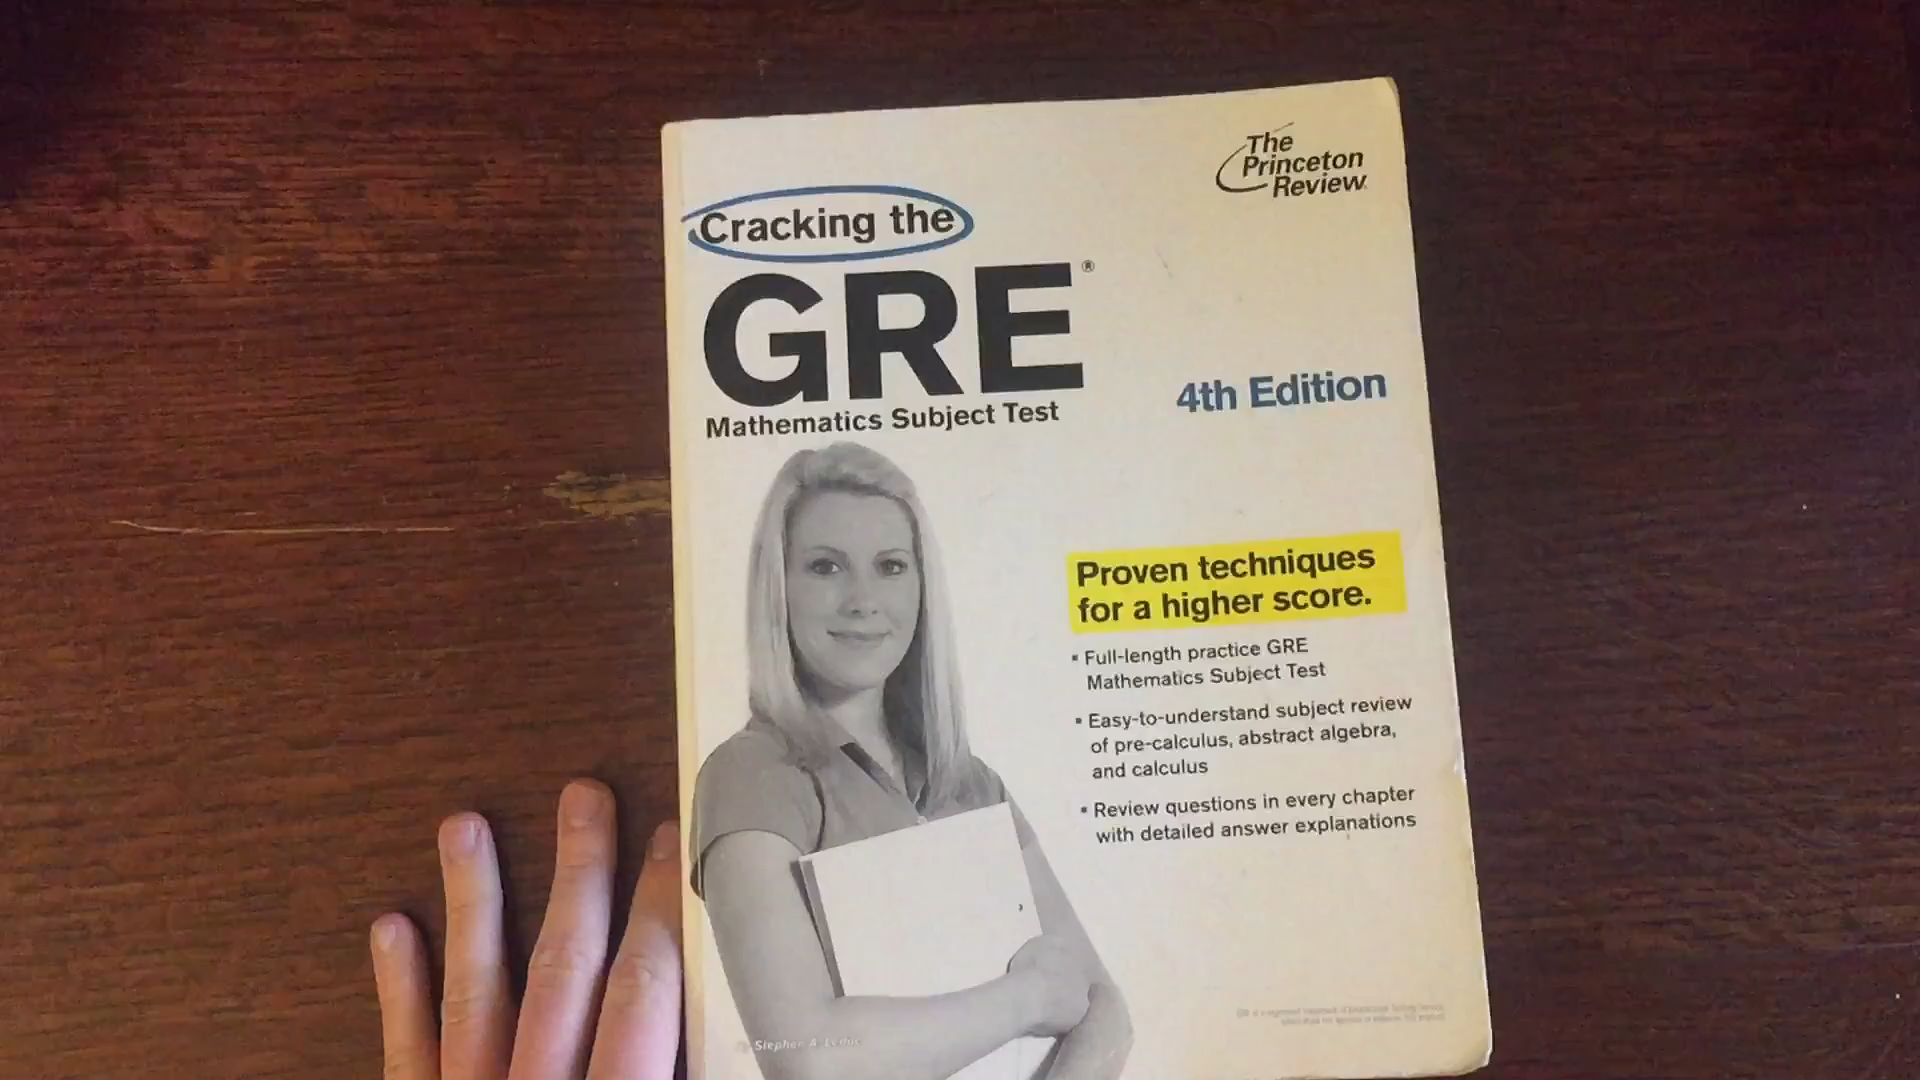 The
Princeton
Review
Cracking the
GRE®
Mathematics Subject Test
4th Edition
Proven techniques
for a higher score.
▪ Full-length practice GRE
Mathematics Subject Test
▪ Easy-to-understand subject review
of pre-calculus, abstract algebra,
and calculus
▪ Review questions in every chapter
with detailed answer explanations
Stephen A. Leduc